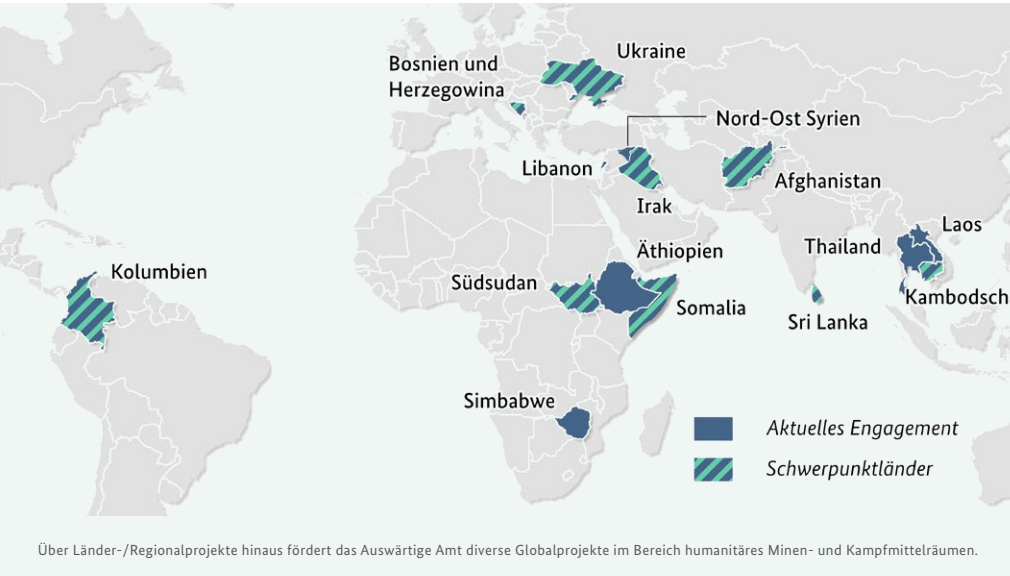 Ukraine
Bosnien und
Herzegowina
Nord-Ost Syrien
Libanon
Afghanistan
Irak
Laos
Thailand
Äthiopien
Kolumbien
Südsudan
Kambodsch
Somalia
Sri Lanka
Simbabwe
Aktuelles Engagement
Schwerpunktländer
Über Länder-/Regionalprojekte hinaus fördert das Auswärtige Amt diverse Globalprojekte im Bereich humanitäres Minen- und Kampfmittelräumen.